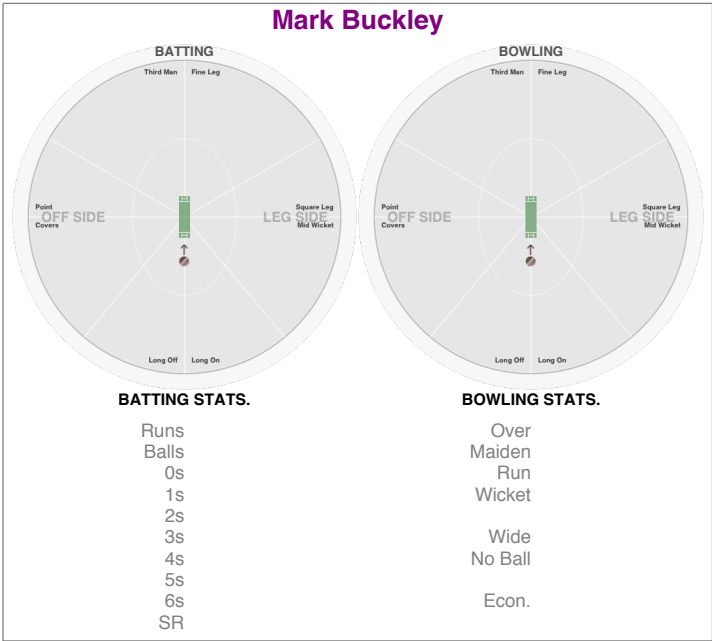 Mark Buckley
BATTING
Third Man Fine Leg
Point Square Leg
OFF SIDE LEG SIDE
Covers Mid Wicket
Long Off Long On
BOWLING
Third Man Fine Leg
Point Square Leg
OFF SIDE LEG SIDE
Covers Mid Wicket
Long Off Long On
BATTING STATS.
Runs
Balls
0s
1s
2s
3s
4s
5s
6s
SR
BOWLING STATS.
Over
Maiden
Run
Wicket
Wide
No Ball
Econ.